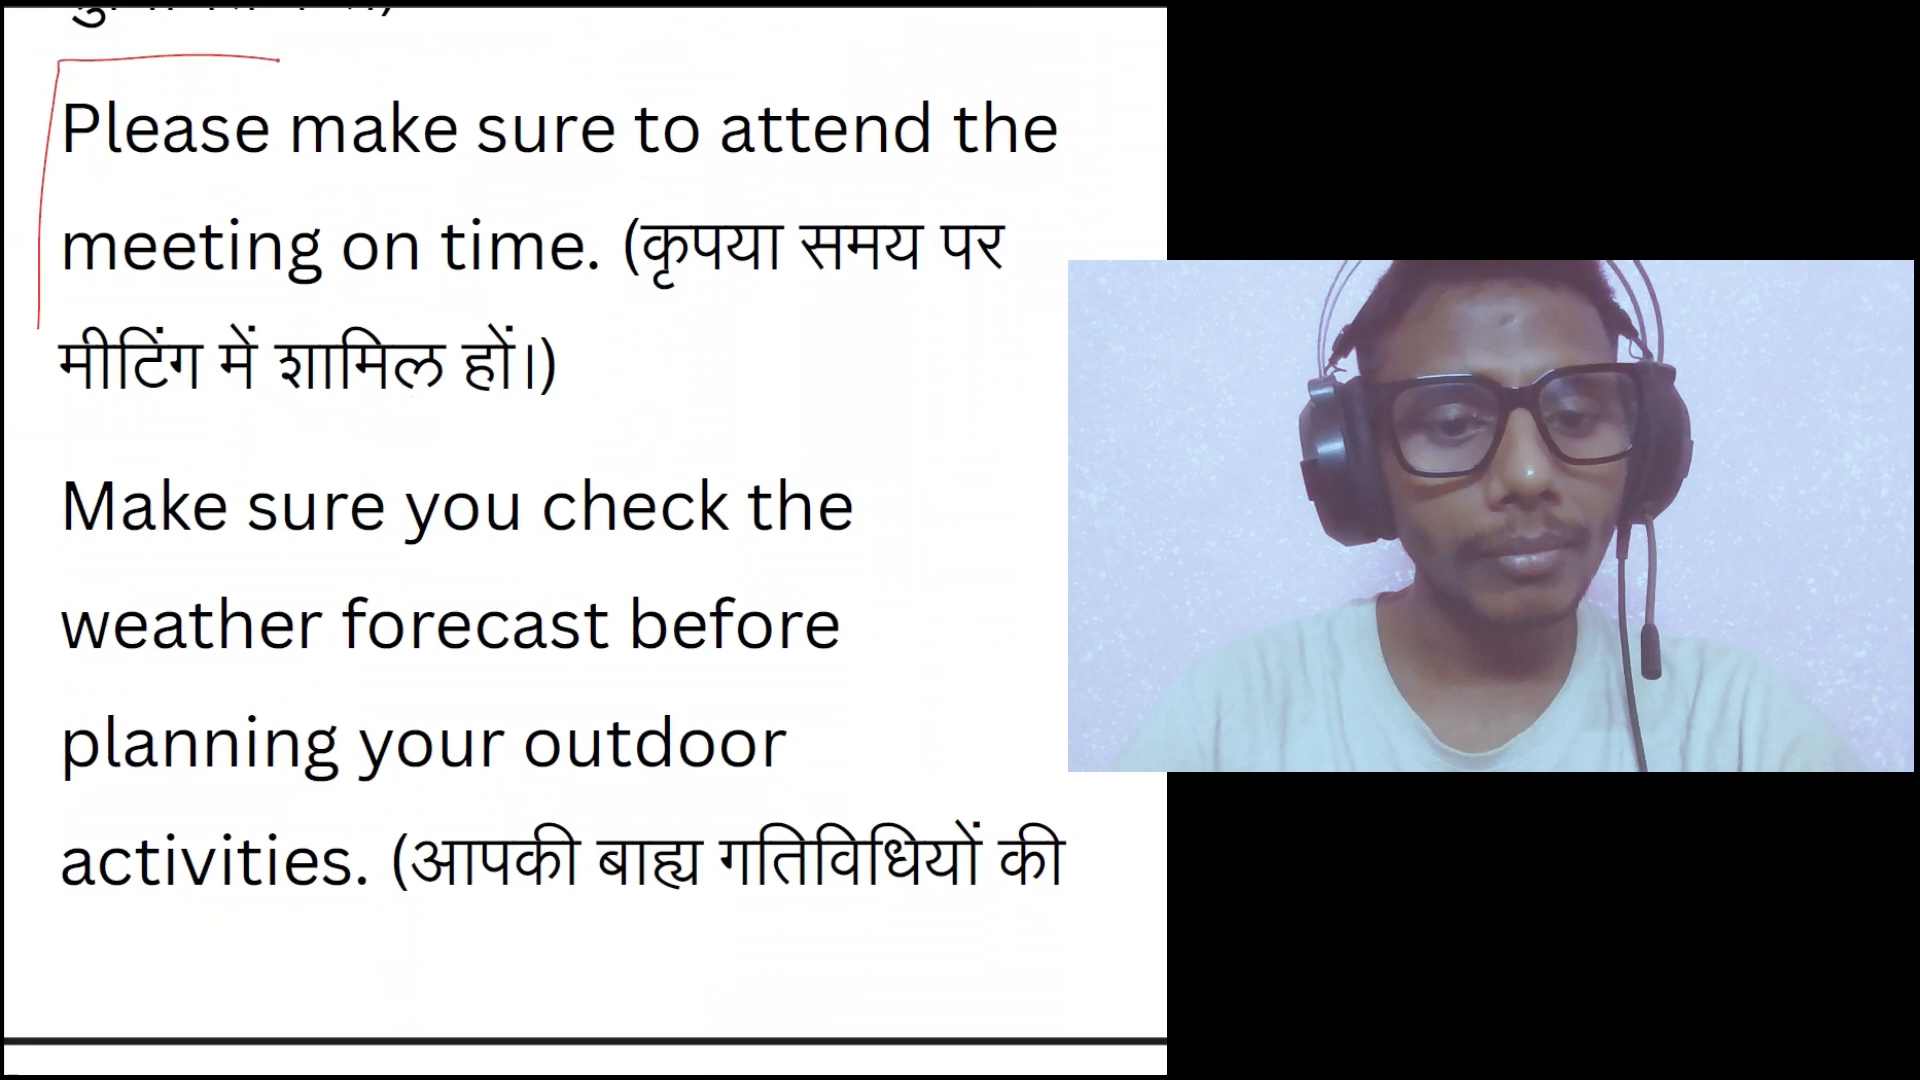 Please make sure to attend the
meeting on time. (कृपया समय पर
मीटिंग में शामिल हों।)
Make sure you check the
weather forecast before
planning your outdoor
activities. (आपकी बाह्य गतिविधियों की